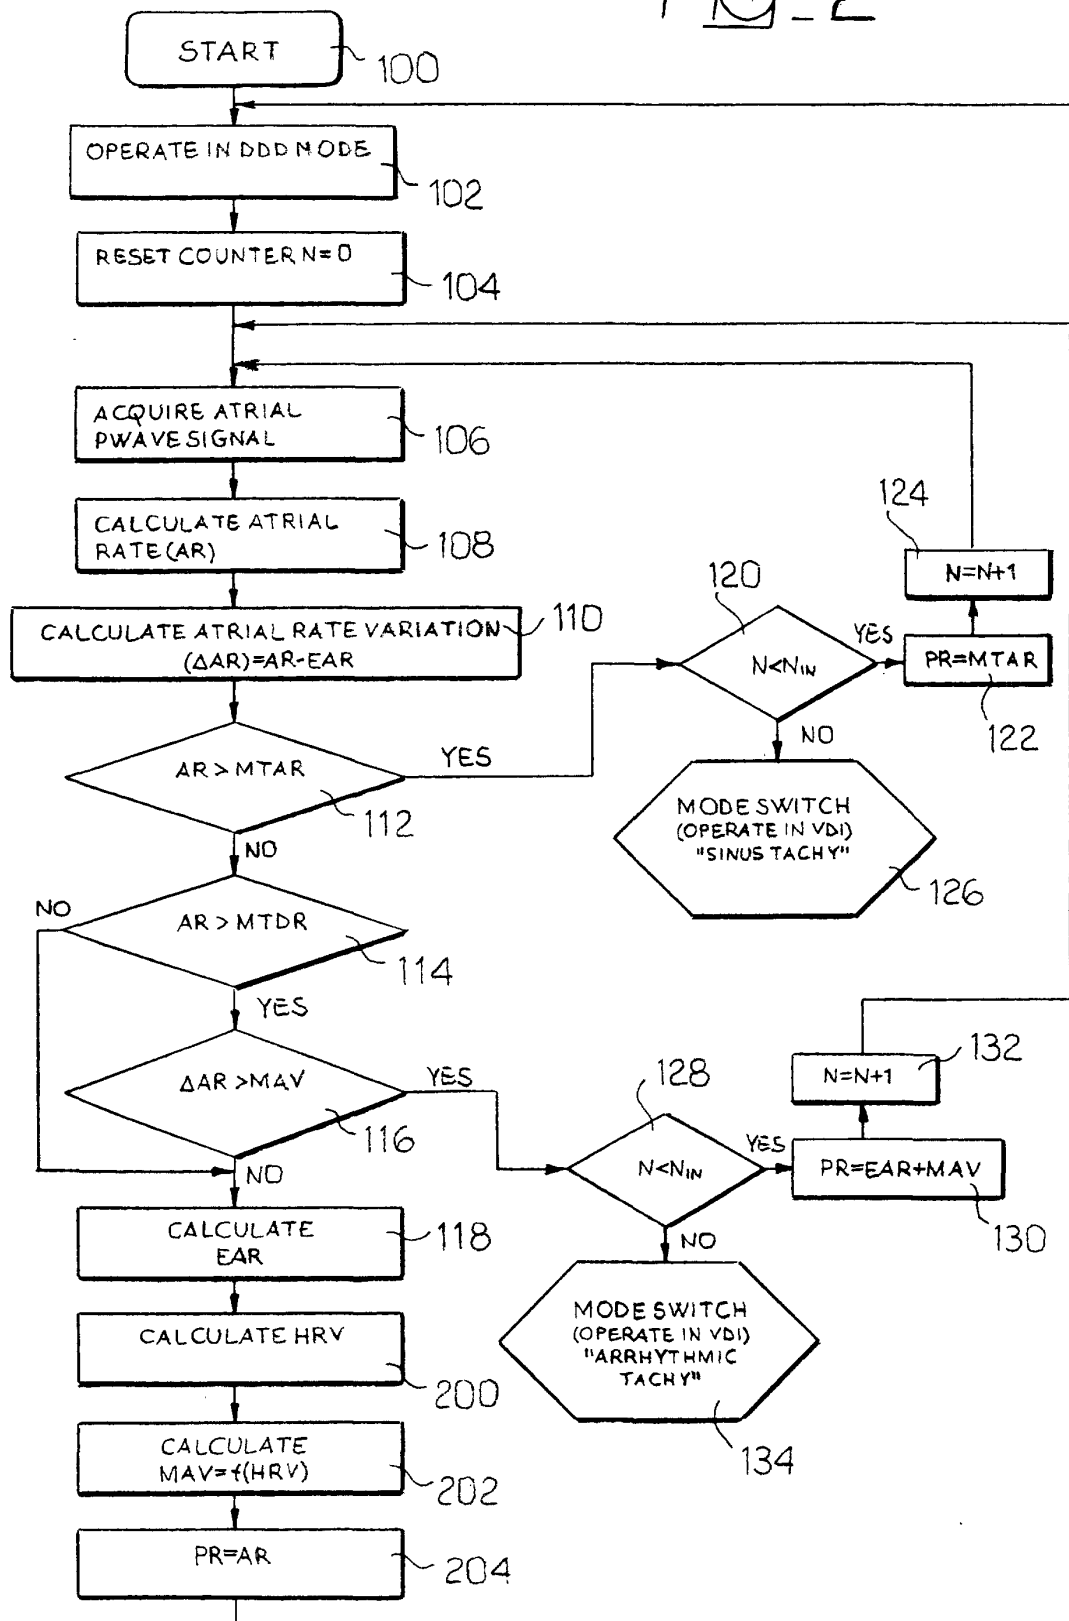 FIG_2
START
100
OPERATE IN DDD MODE
102
RESET COUNTER N=0
104
ACQUIRE ATRIAL
PWAVE SIGNAL
106
CALCULATE ATRIAL
RATE (AR)
108
CALCULATE ATRIAL RATE VARIATION
(ΔAR)=AR-EAR
110
AR>MTAR
112
YES
NO
AR>MTDR
114
NO
YES
ΔAR>MAV
116
YES
NO
CALCULATE
EAR
118
CALCULATE HRV
200
CALCULATE
MAV=f(HRV)
202
PR=AR
204
120
N<NIN
YES
NO
PR=MTAR
122
124
N=N+1
MODE SWITCH
(OPERATE IN VDI)
"SINUS TACHY"
126
128
N<NIN
YES
NO
PR=EAR+MAV
130
N=N+1
132
MODE SWITCH
(OPERATE IN VDI)
"ARRHYTHMIC
TACHY"
134